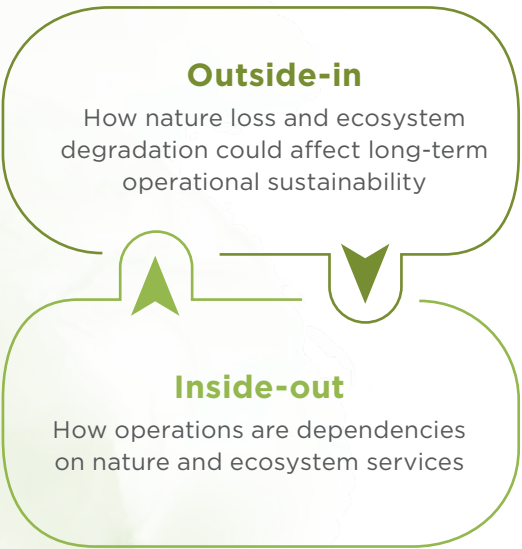 Outside-in
How nature loss and ecosystem
degradation could affect long-term
operational sustainability
Inside-out
How operations are dependencies
on nature and ecosystem services